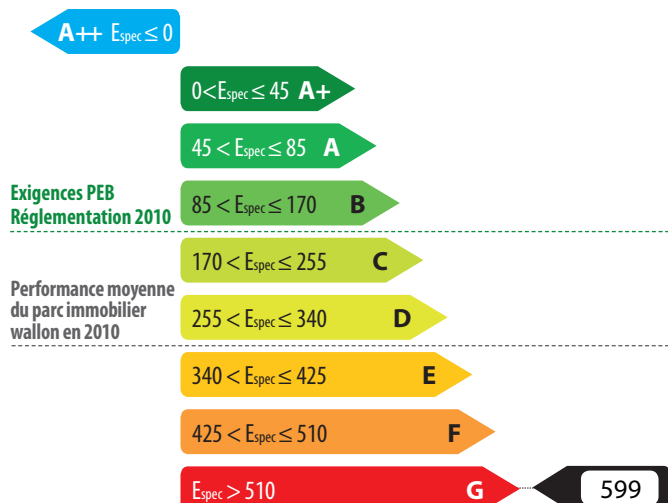 A++ Espec ≤ 0
0 < Espec ≤ 45 A+
45 < Espec ≤ 85 A
Exigences PEB
Réglementation 2010
85 < Espec ≤ 170 B
170 < Espec ≤ 255 C
Performance moyenne
du parc immobilier
wallon en 2010
255 < Espec ≤ 340 D
340 < Espec ≤ 425 E
425 < Espec ≤ 510 F
Espec > 510 G 599